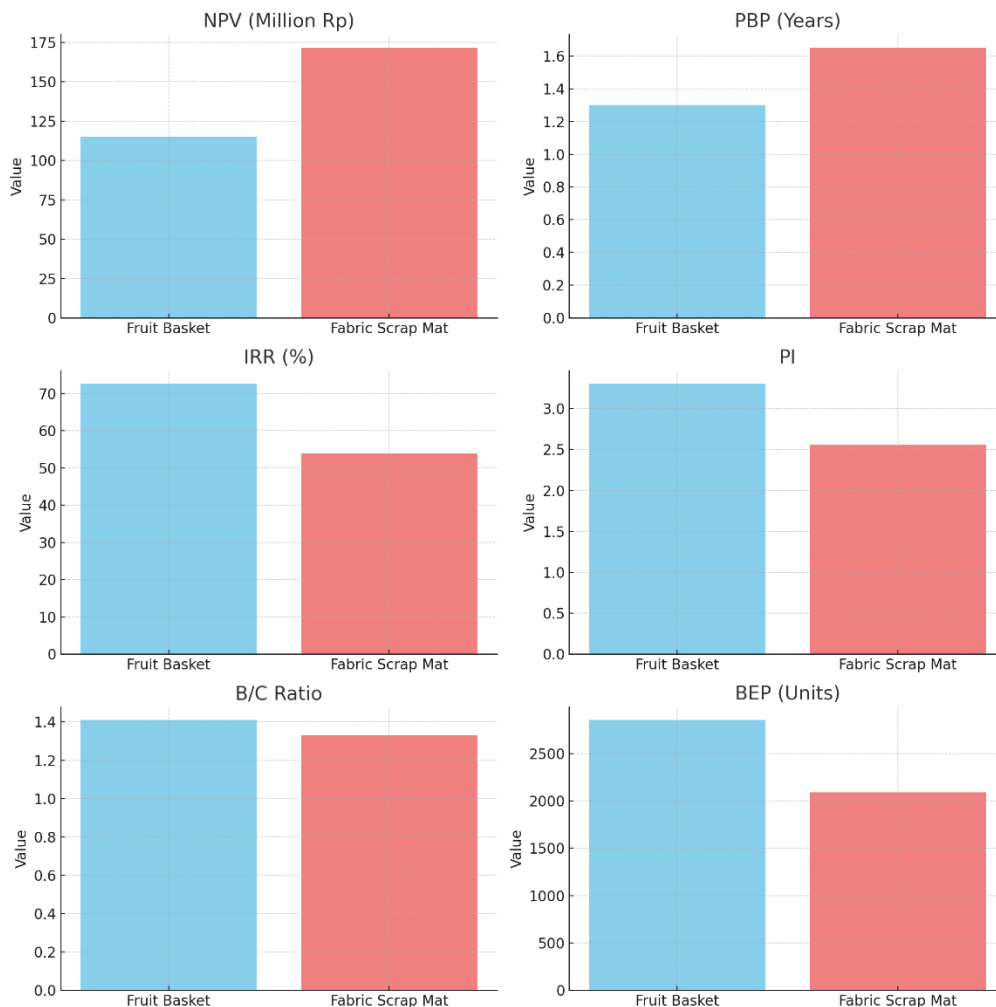 NPV (Million Rp)
Value
175
150
125
100
75
50
25
0
Fruit Basket
Fabric Scrap Mat
PBP (Years)
Value
1.6
1.4
1.2
1.0
0.8
0.6
0.4
0.2
0.0
Fruit Basket
Fabric Scrap Mat
IRR (%)
Value
70
60
50
40
30
20
10
0
Fruit Basket
Fabric Scrap Mat
PI
Value
3.0
2.5
2.0
1.5
1.0
0.5
0.0
Fruit Basket
Fabric Scrap Mat
B/C Ratio
Value
1.4
1.2
1.0
0.8
0.6
0.4
0.2
0.0
Fruit Basket
Fabric Scrap Mat
BEP (Units)
Value
2500
2000
1500
1000
500
0
Fruit Basket
Fabric Scrap Mat